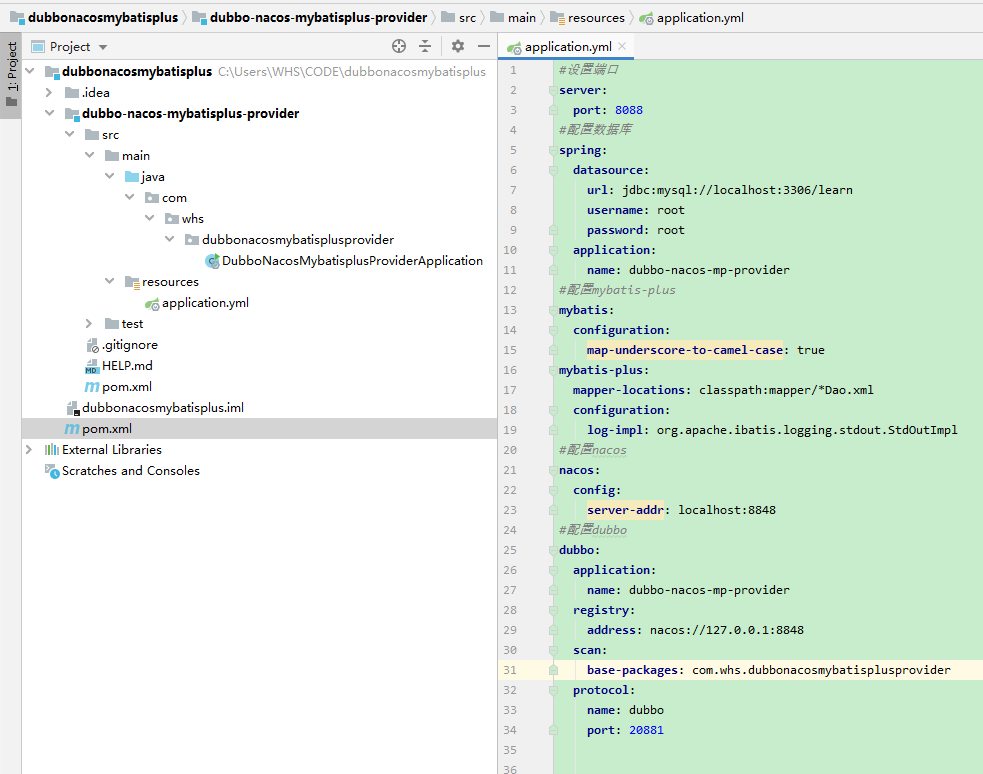 dubbonacosmybatisplus dubbo-nacos-mybatisplus-provider src main resources application.yml
1: Project
Project
dubbonacosmybatisplus C:\Users\WHS\CODE\dubbonacosmybatisplus
.idea
dubbo-nacos-mybatisplus-provider
src
main
java
com
whs
dubbonacosmybatisplusprovider
DubboNacosMybatisplusProviderApplication
resources
application.yml
test
.gitignore
HELP.md
pom.xml
dubbonacosmybatisplus.iml
pom.xml
External Libraries
Scratches and Consoles
application.yml
1 #设置端口
2 server:
3   port: 8088
4 #配置数据库
5 spring:
6   datasource:
7     url: jdbc:mysql://localhost:3306/learn
8     username: root
9     password: root
10   application:
11     name: dubbo-nacos-mp-provider
12 #配置mybatis-plus
13 mybatis:
14   configuration:
15     map-underscore-to-camel-case: true
16 mybatis-plus:
17   mapper-locations: classpath:mapper/*Dao.xml
18   configuration:
19     log-impl: org.apache.ibatis.logging.stdout.StdOutImpl
20 #配置nacos
21 nacos:
22   config:
23     server-addr: localhost:8848
24 #配置dubbo
25 dubbo:
26   application:
27     name: dubbo-nacos-mp-provider
28   registry:
29     address: nacos://127.0.0.1:8848
30   scan:
31     base-packages: com.whs.dubbonacosmybatisplusprovider
32   protocol:
33     name: dubbo
34     port: 20881
35
36